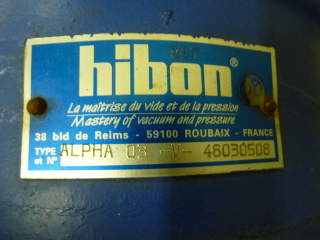 hibon®
La maîtrise du vide et de la pression
Mastery of vacuum and pressure
38 bld de Reims - 59100 ROUBAIX - FRANCE
TYPE et N° ALPHA 08 -V- 46030508